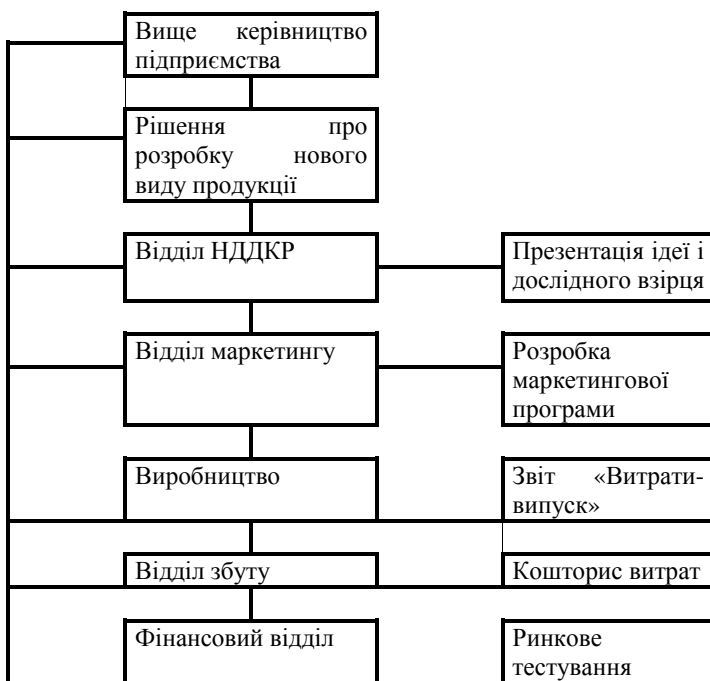 Вище керівництво
підприємства
Рішення про
розробку нового
виду продукції
Відділ НДДКР
Презентація ідеї і
дослідного взірця
Відділ маркетингу
Розробка
маркетингової
програми
Виробництво
Звіт «Витрати-
випуск»
Відділ збуту
Кошторис витрат
Фінансовий відділ
Ринкове
тестування